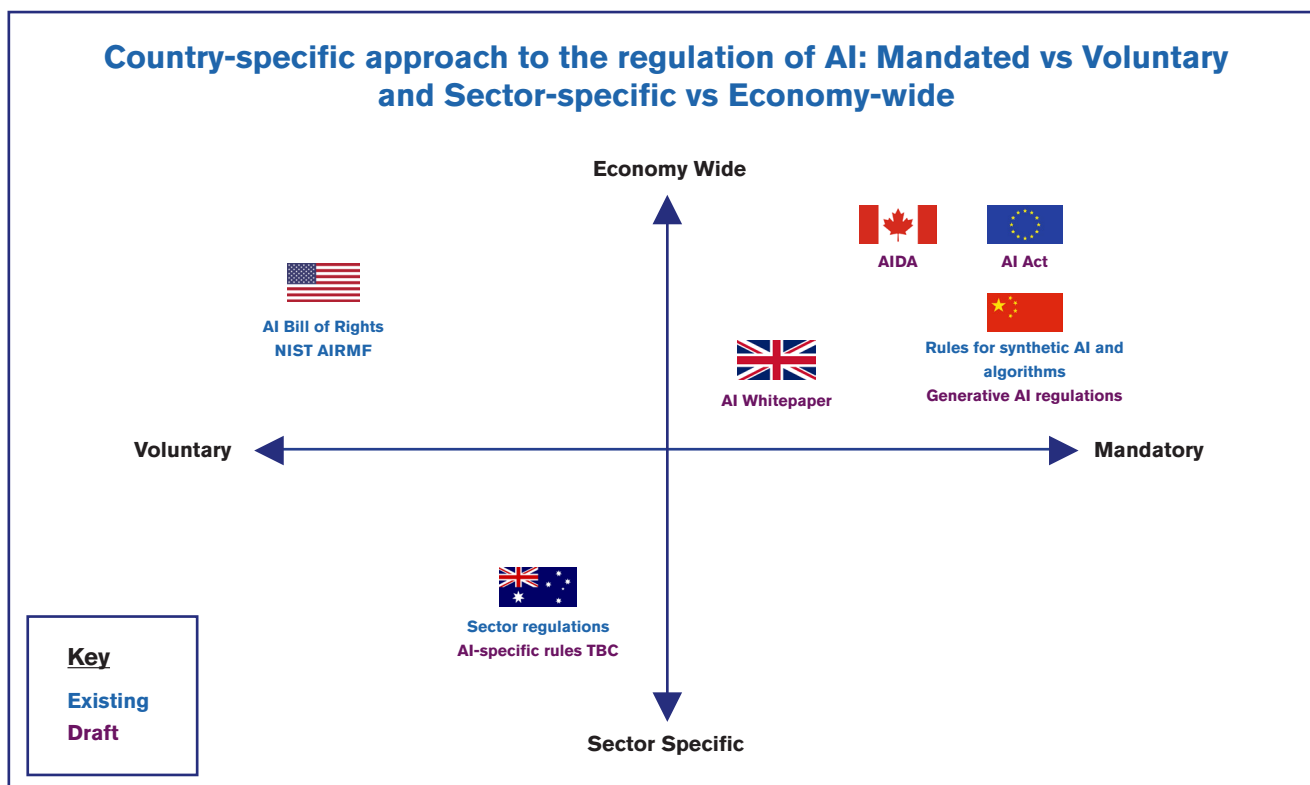 Country-specific approach to the regulation of AI: Mandated vs Voluntary
and Sector-specific vs Economy-wide
Economy Wide
AIDA
AI Act
AI Bill of Rights
NIST AIRMF
Rules for synthetic AI and
algorithms
Generative AI regulations
AI Whitepaper
Voluntary
Mandatory
Sector regulations
AI-specific rules TBC
Key
Existing
Draft
Sector Specific